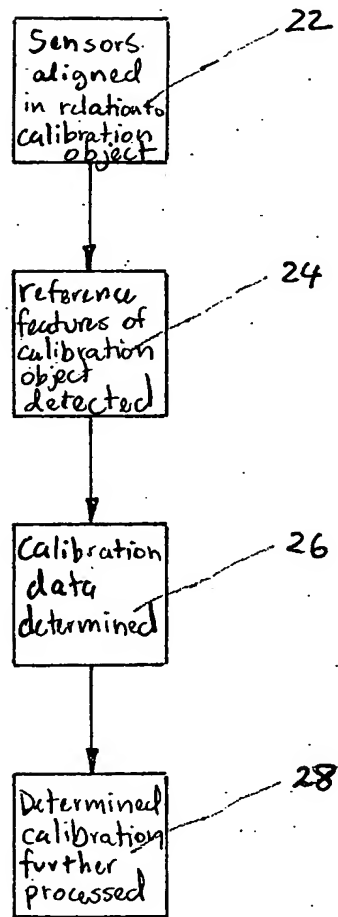 22
Sensors
aligned
in relation to
calibration
object
24
reference
features of
calibration
object
detected
26
Calibration
data
determined
28
Determined
calibration
further
processed